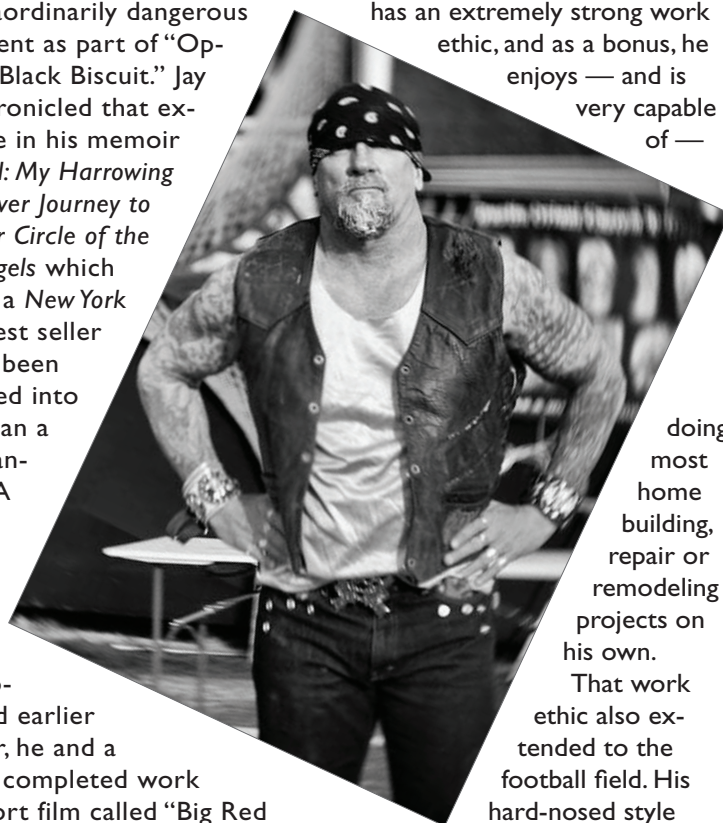 aordinarily dangerous
ent as part of “Op-
Black Biscuit.” Jay
ronicled that ex-
e in his memoir
: My Harrowing
ver Journey to
r Circle of the
gels which
a New York
est seller
been
ed into
an a
an-
A
-
d earlier
r, he and a
completed work
ort film called “Big Red
has an extremely strong work
ethic, and as a bonus, he
enjoys — and is
very capable
of —
doing
most
home
building,
repair or
remodeling
projects on
his own.
That work
ethic also ex-
tended to the
football field. His
hard-nosed style